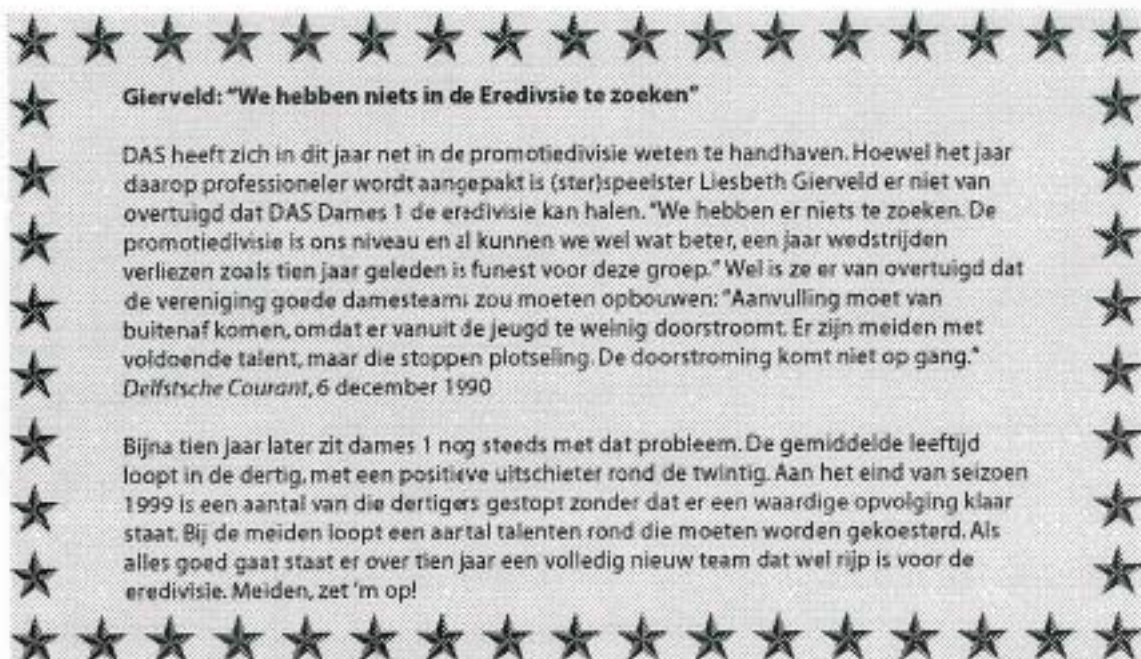 Gierveld: "We hebben niets in de Eredivsie te zoeken"
DAS heeft zich in dit jaar net in de promotiedivisie weten te handhaven. Hoewel het jaar
daarop professioneler wordt aangepakt is (ster)speelster Liesbeth Gierveld er niet van
overtuigd dat DAS Dames 1 de eredivisie kan halen. "We hebben er niets te zoeken. De
promotiedivisie is ons niveau en al kunnen we wel wat beter, een jaar wedstrijden
verliezen zoals tien jaar geleden is funest voor deze groep." Wel is ze er van overtuigd dat
de vereniging goede damesteams zou moeten opbouwen: "Aanvulling moet van
buitenaf komen, omdat er vanuit de jeugd te weinig doorstroomt. Er zijn meiden met
voldoende talent, maar die stoppen plotseling. De doorstroming komt niet op gang."
Delfstsche Courant, 6 december 1990
Bijna tien jaar later zit dames 1 nog steeds met dat probleem. De gemiddelde leeftijd
loopt in de dertig, met een positieve uitschieter rond de twintig. Aan het eind van seizoen
1999 is een aantal van die dertigers gestopt zonder dat er een waardige opvolging klaar
staat. Bij de meiden loopt een aantal talenten rond die moeten worden gekoesterd. Als
alles goed gaat staat er over tien jaar een volledig nieuw team dat wel rijp is voor de
eredivisie. Meiden, zet 'm op!